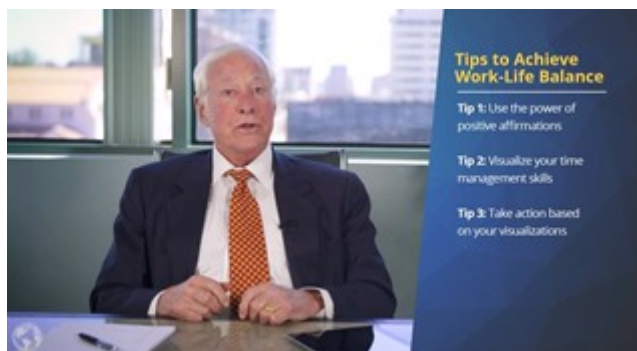 Tips to Achieve
Work-Life Balance
Tip 1: Use the power of
positive affirmations
Tip 2: Visualize your time
management skills
Tip 3: Take action based
on your visualizations